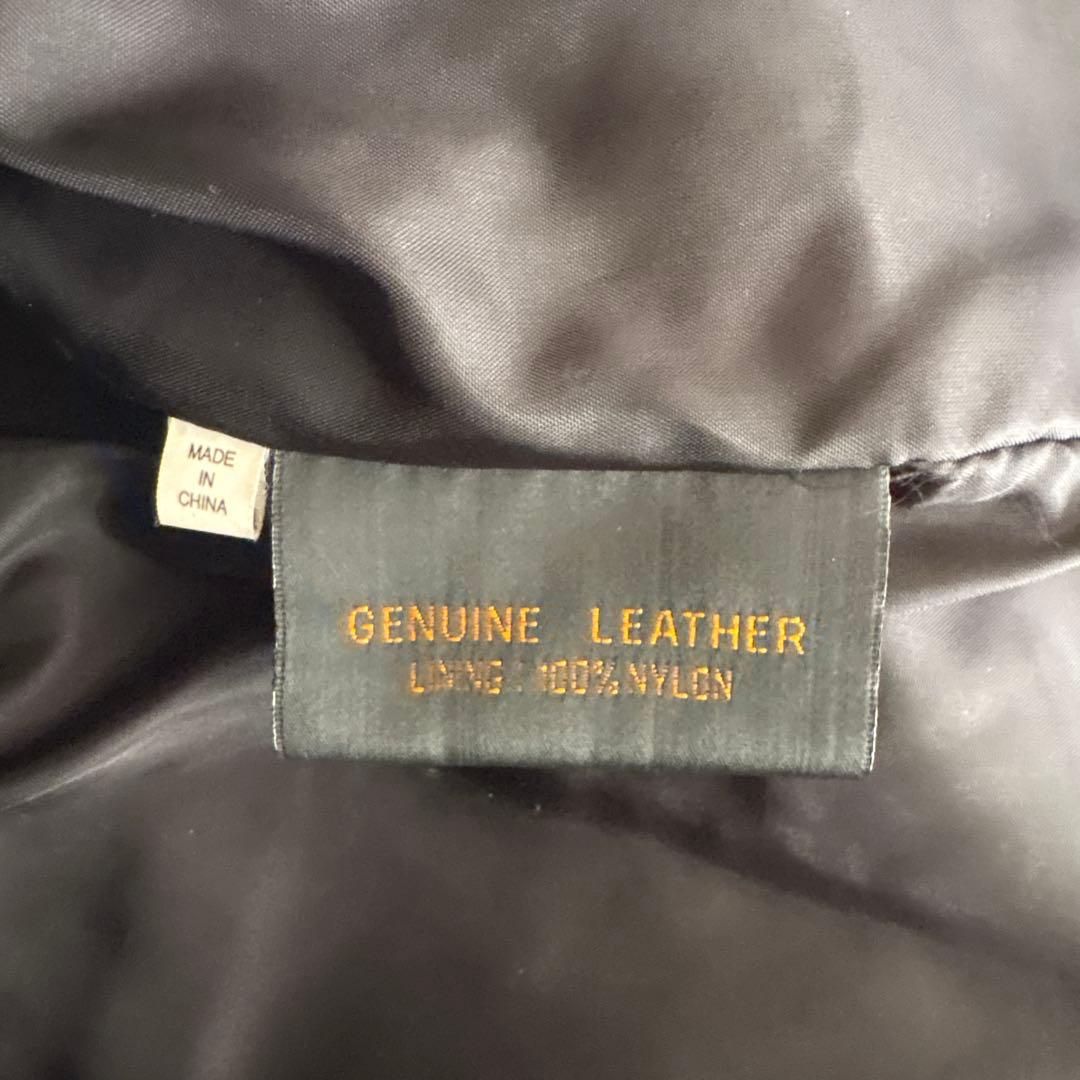 MADE
IN
CHINA
GENUINE LEATHER
LINING : 100% NYLON